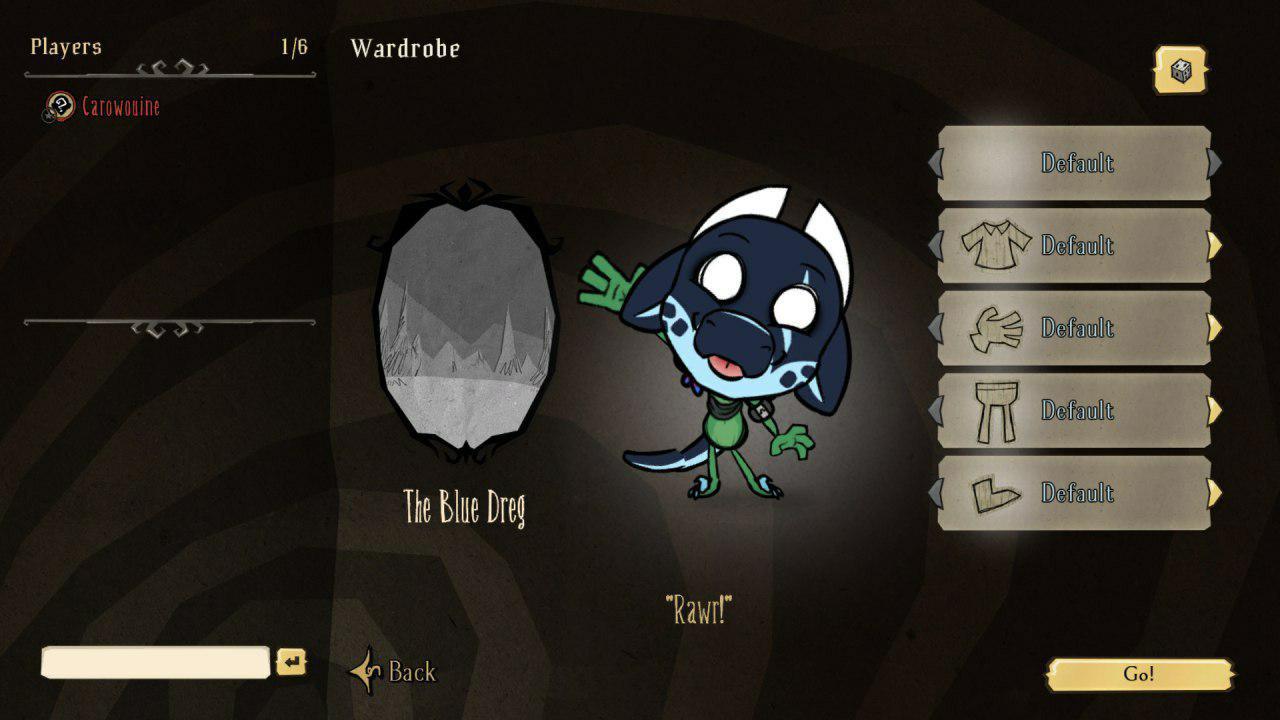 Players 1/6
Carowouine
Wardrobe
Default
Default
Default
Default
Default
The Blue Dreg
"Rawr!"
Back
Go!